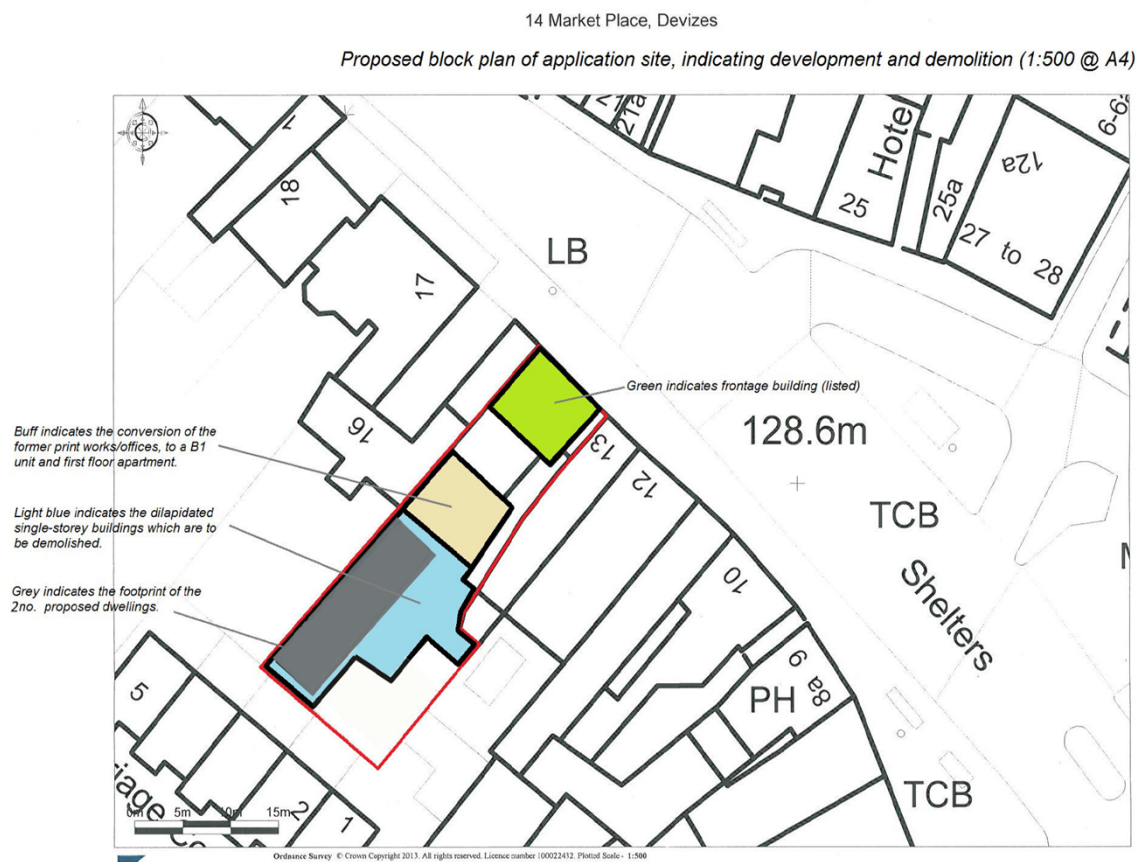 14 Market Place, Devizes
Proposed block plan of application site, indicating development and demolition (1:500 @ A4)
21a
Hotel
25
25a
12a
27 to 28
18
17
LB
Green indicates frontage building (listed)
128.6m
16
13
12
Buff indicates the conversion of the
former print works/offices, to a B1
unit and first floor apartment.
Light blue indicates the dilapidated
single-storey buildings which are to
be demolished.
Grey indicates the footprint of the
2no. proposed dwellings.
TCB
Shelters
10
9
8a
PH
TCB
5
2
1
0m 5m 10m 15m
Ordnance Survey © Crown Copyright 2013. All rights reserved. Licence number 100022432. Plotted Scale - 1:500